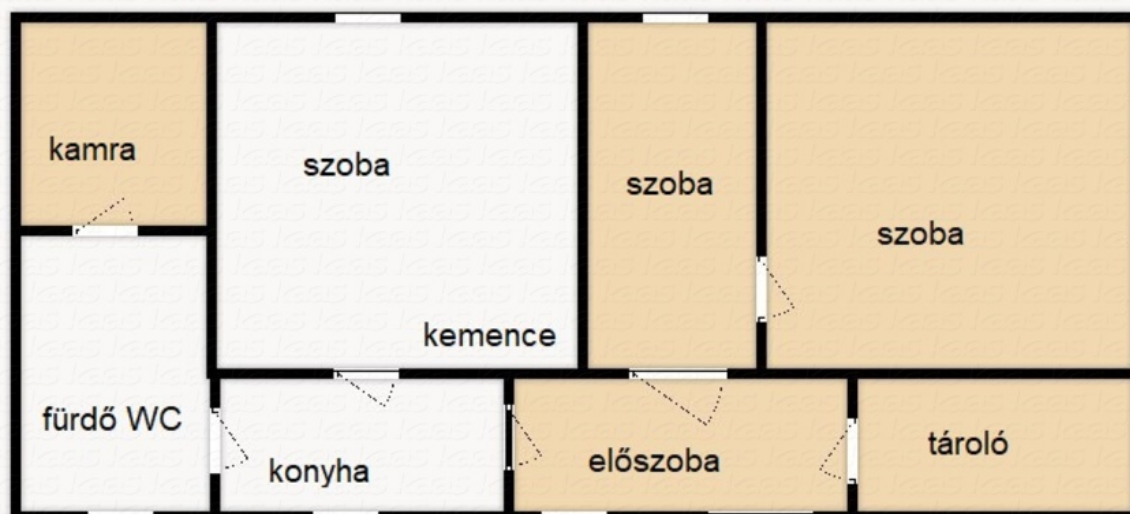 kamra
szoba
szoba
szoba
kemence
fürdő WC
konyha
előszoba
tároló